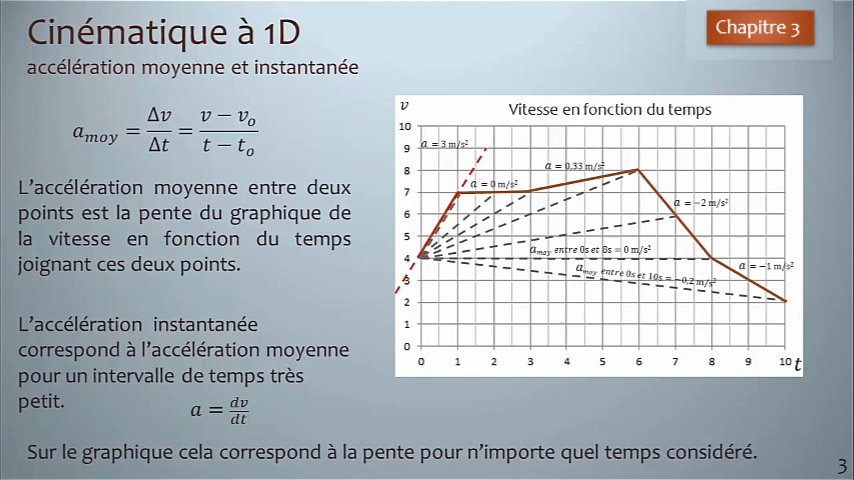 Cinématique à 1D
Chapitre 3
accélération moyenne et instantanée
a_moy = Δv/Δt = (v − v_o)/(t − t_o)
L'accélération moyenne entre deux
points est la pente du graphique de
la vitesse en fonction du temps
joignant ces deux points.
L'accélération instantanée
correspond à l'accélération moyenne
pour un intervalle de temps très
petit.
a = dv/dt
v
Vitesse en fonction du temps
10
9
8
7
6
5
4
3
2
1
0
a = 3 m/s²
a = 0 m/s²
a = 0,33 m/s²
a = −2 m/s²
a_moy entre 0s et 8s = 0 m/s²
a_moy entre 0s et 10s = −0,2 m/s²
a = −1 m/s²
0 1 2 3 4 5 6 7 8 9 10 t
Sur le graphique cela correspond à la pente pour n'importe quel temps considéré.
3